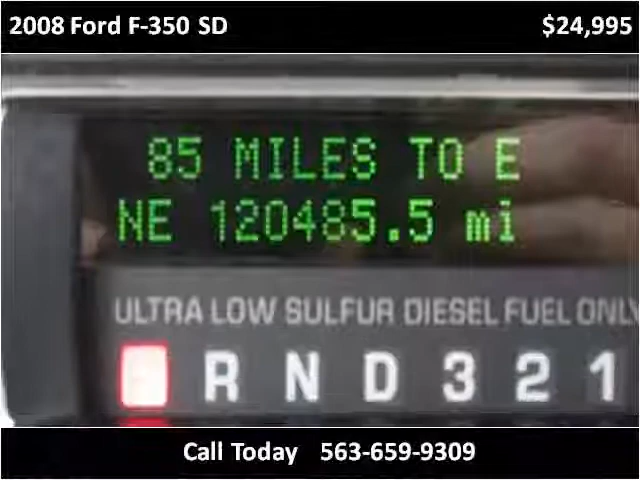 2008 Ford F-350 SD $24,995
85 MILES TO E
NE 120485.5 mi
ULTRA LOW SULFUR DIESEL FUEL ONLY
R N D 3 2 1
Call Today 563-659-9309